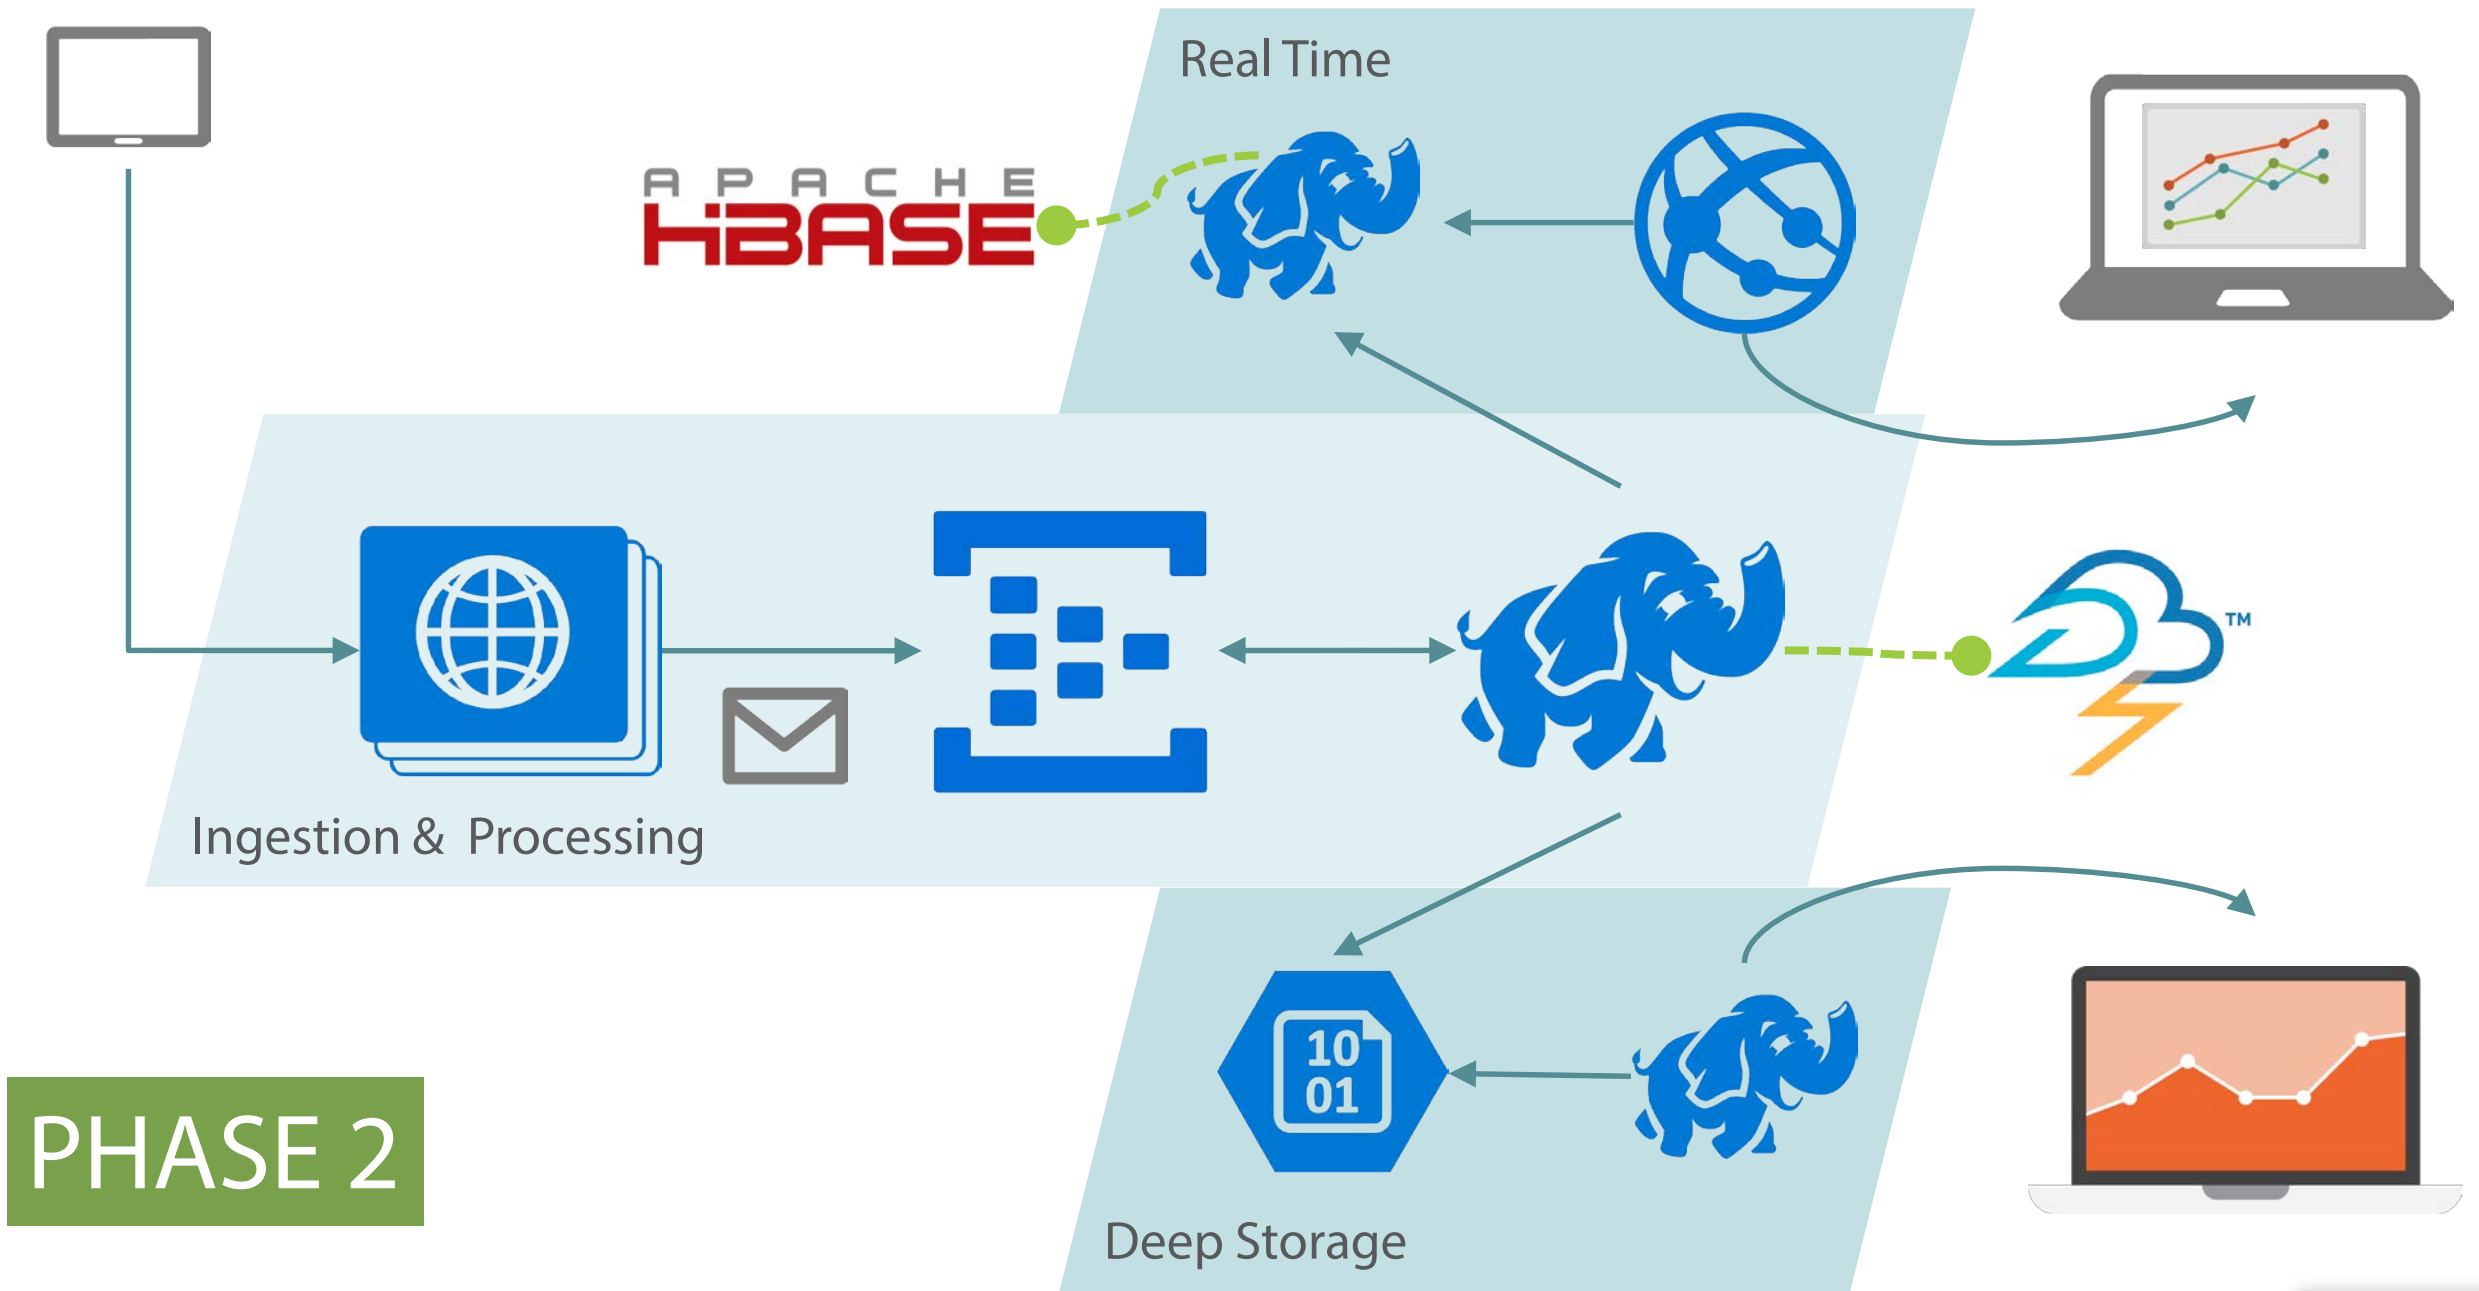 Real Time
APACHE
HBASE
TM
Ingestion & Processing
10
01
PHASE 2
Deep Storage